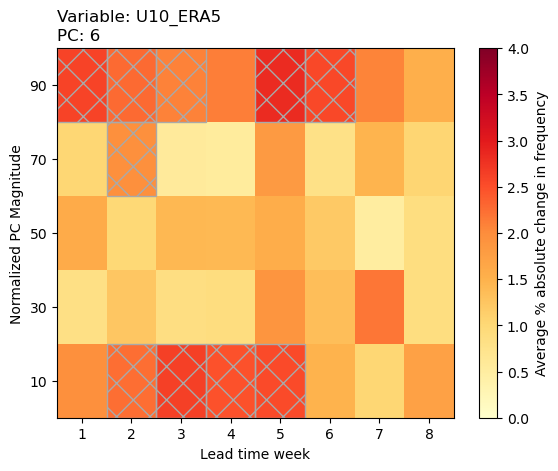 Variable: U10_ERA5
PC: 6
90
70
50
30
10
Normalized PC Magnitude
1 2 3 4 5 6 7 8
Lead time week
4.0
3.5
3.0
2.5
2.0
1.5
1.0
0.5
0.0
Average % absolute change in frequency